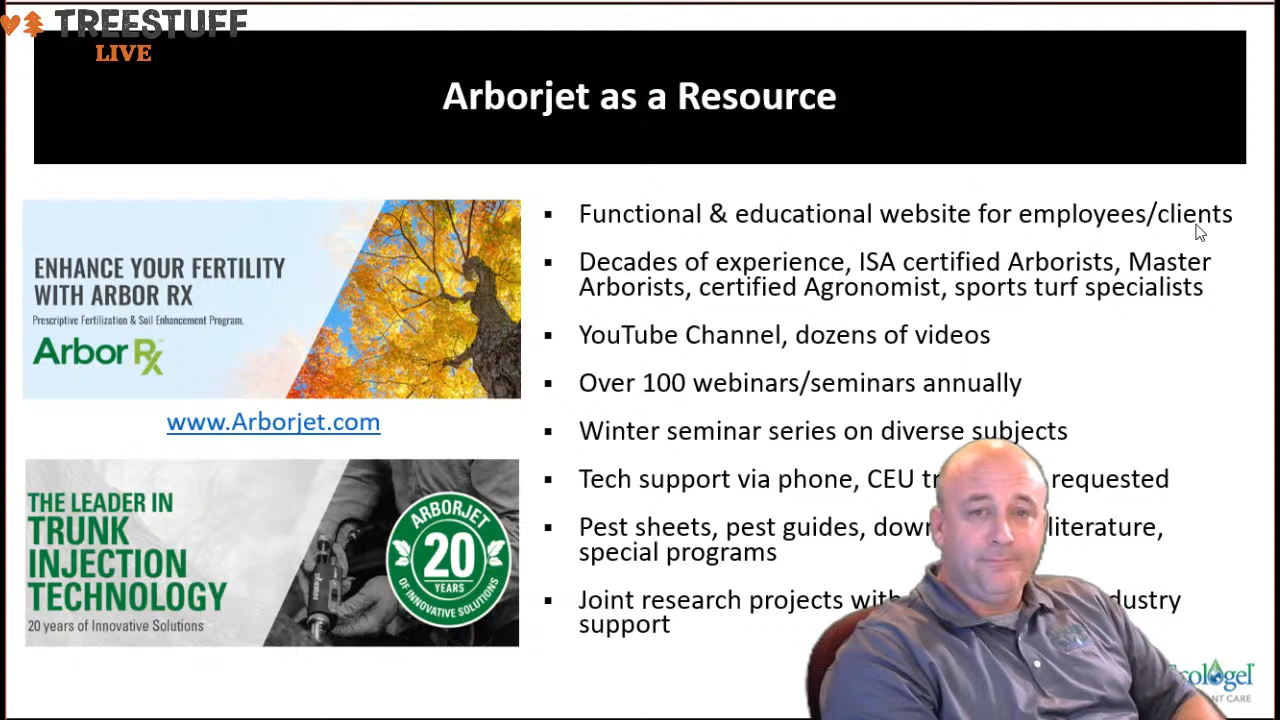 TREESTUFF
LIVE
Arborjet as a Resource
ENHANCE YOUR FERTILITY
WITH ARBOR RX
Prescriptive Fertilization & Soil Enhancement Program.
Arbor Rx
www.Arborjet.com
THE LEADER IN
TRUNK
INJECTION
TECHNOLOGY
20 years of Innovative Solutions
ARBORJET
20
YEARS
OF INNOVATIVE SOLUTIONS
▪ Functional & educational website for employees/clients
▪ Decades of experience, ISA certified Arborists, Master
Arborists, certified Agronomist, sports turf specialists
▪ YouTube Channel, dozens of videos
▪ Over 100 webinars/seminars annually
▪ Winter seminar series on diverse subjects
▪ Tech support via phone, CEU requested
▪ Pest sheets, pest guides, literature,
special programs
▪ Joint research projects with
support
CARE